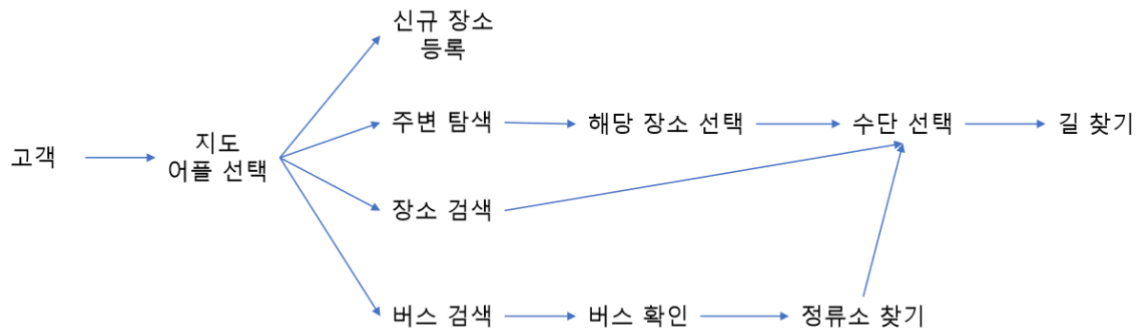 신규 장소
등록
주변 탐색
해당 장소 선택
수단 선택
길 찾기
고객
지도
어플 선택
장소 검색
버스 검색
버스 확인
정류소 찾기